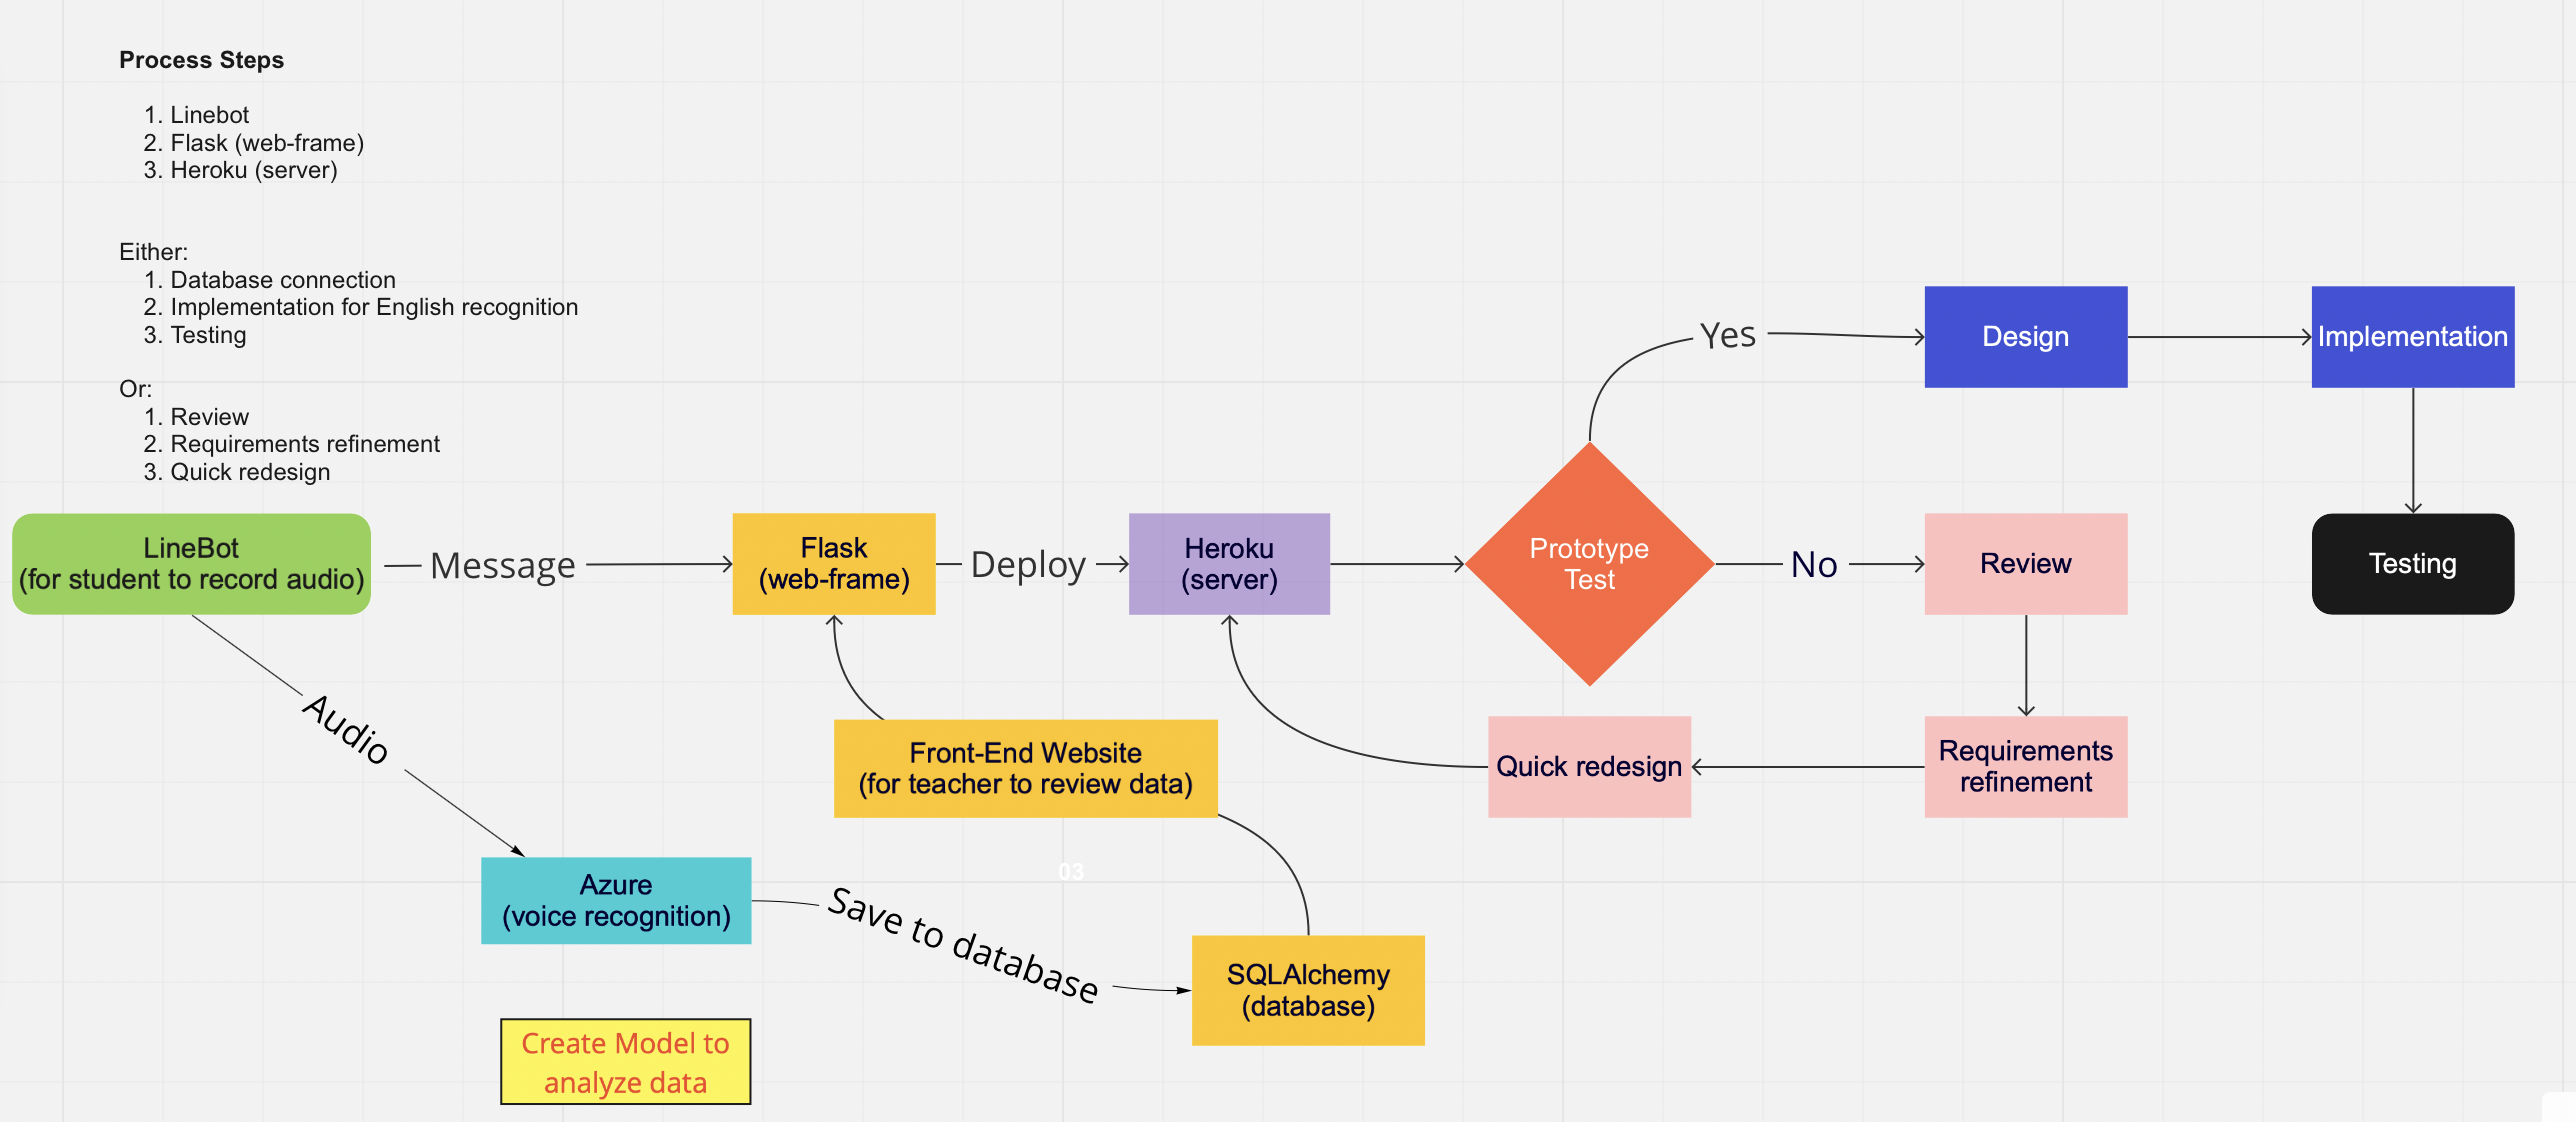 Process Steps
1. Linebot
2. Flask (web-frame)
3. Heroku (server)
Either:
1. Database connection
2. Implementation for English recognition
3. Testing
Or:
1. Review
2. Requirements refinement
3. Quick redesign
LineBot
(for student to record audio)
Message
Flask
(web-frame)
Deploy
Heroku
(server)
Prototype
Test
Yes
Design
Implementation
No
Review
Testing
Audio
Front-End Website
(for teacher to review data)
Quick redesign
Requirements
refinement
03
Azure
(voice recognition)
Save to database
SQLAlchemy
(database)
Create Model to
analyze data